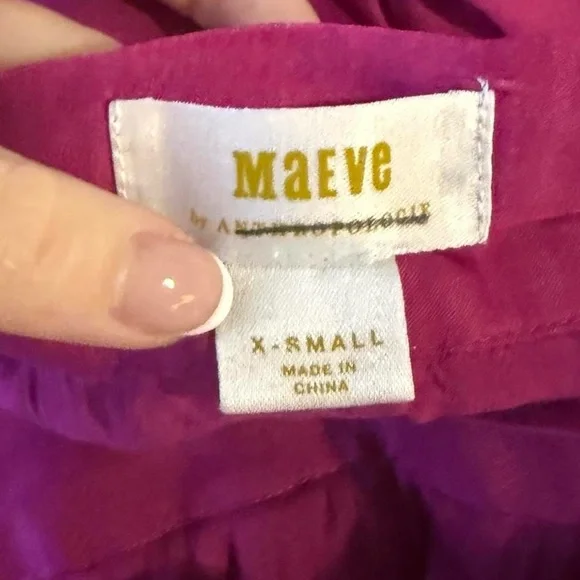 MaEve
by ANTHROPOLOGIE
X-SMALL
MADE IN
CHINA